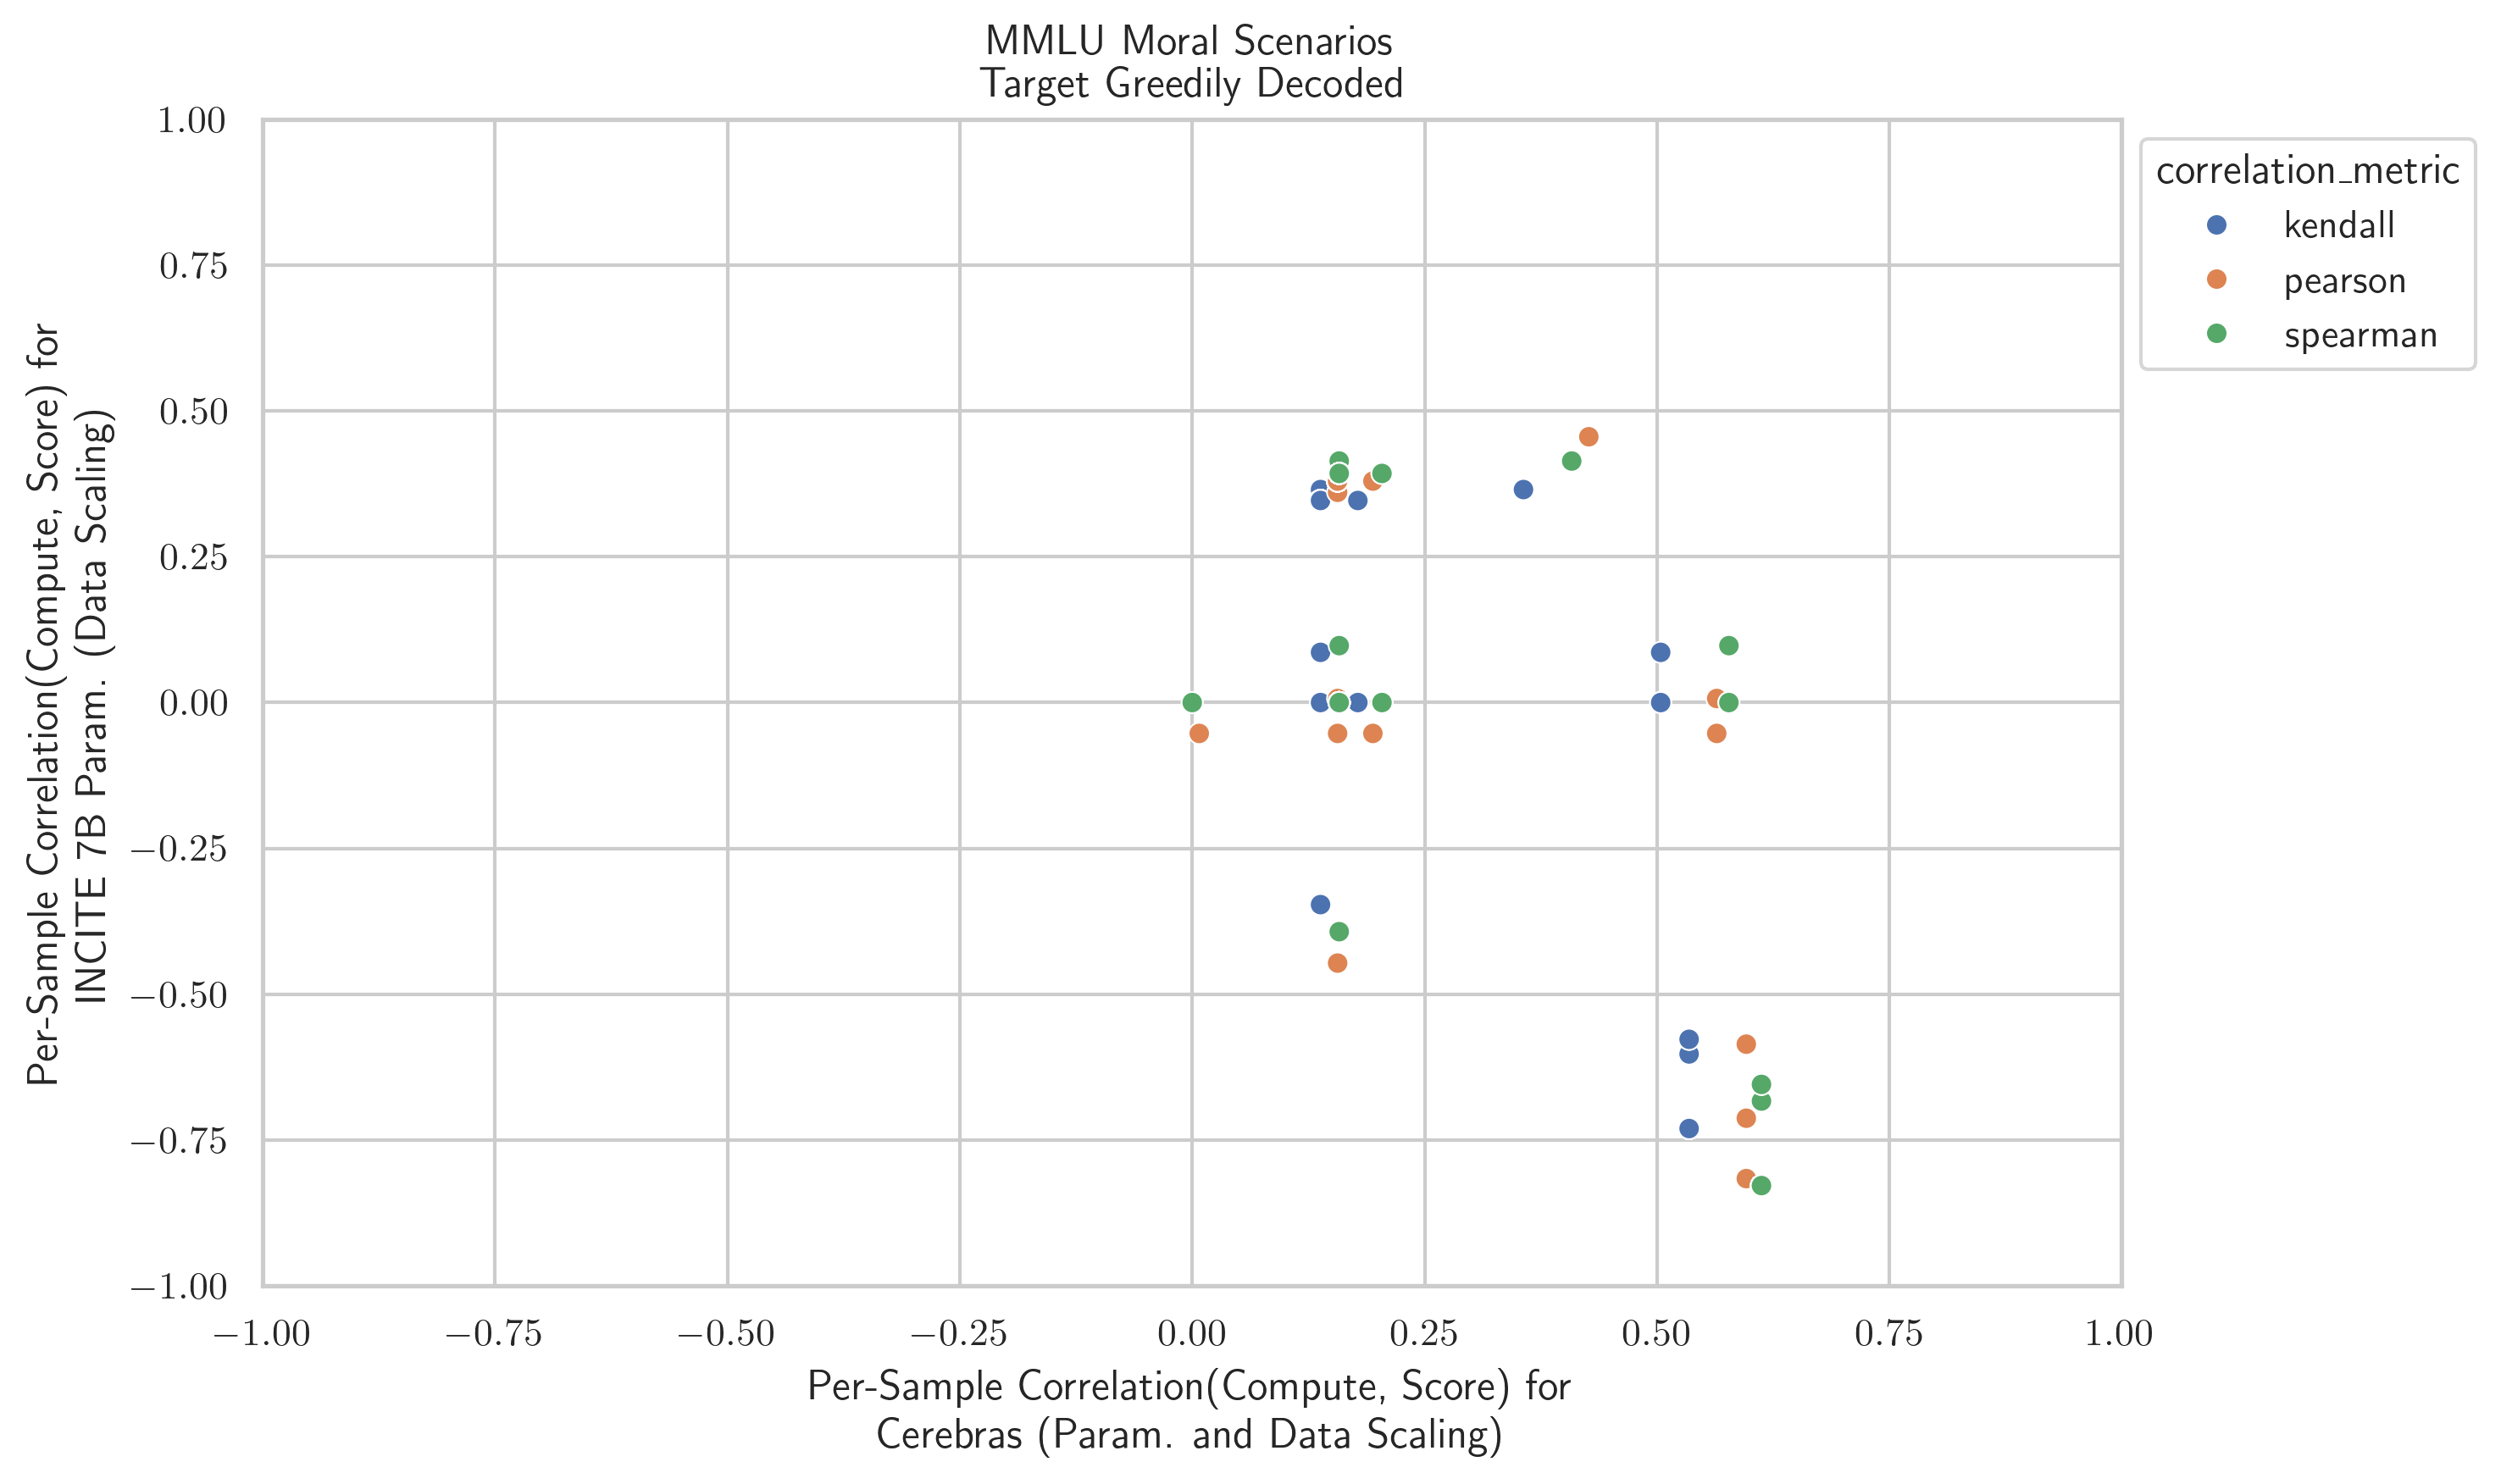 MMLU Moral Scenarios
Target Greedily Decoded
Per-Sample Correlation(Compute, Score) for
INCITE 7B Param. (Data Scaling)
1.00
0.75
0.50
0.25
0.00
−0.25
−0.50
−0.75
−1.00
correlation_metric
kendall
pearson
spearman
−1.00 −0.75 −0.50 −0.25 0.00 0.25 0.50 0.75 1.00
Per-Sample Correlation(Compute, Score) for
Cerebras (Param. and Data Scaling)